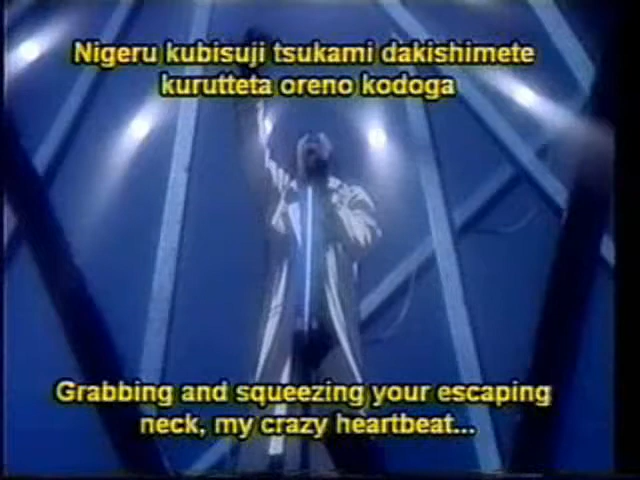 Nigeru kubisuji tsukami dakishimete
kurutteta oreno kodoga
Grabbing and squeezing your escaping
neck, my crazy heartbeat...